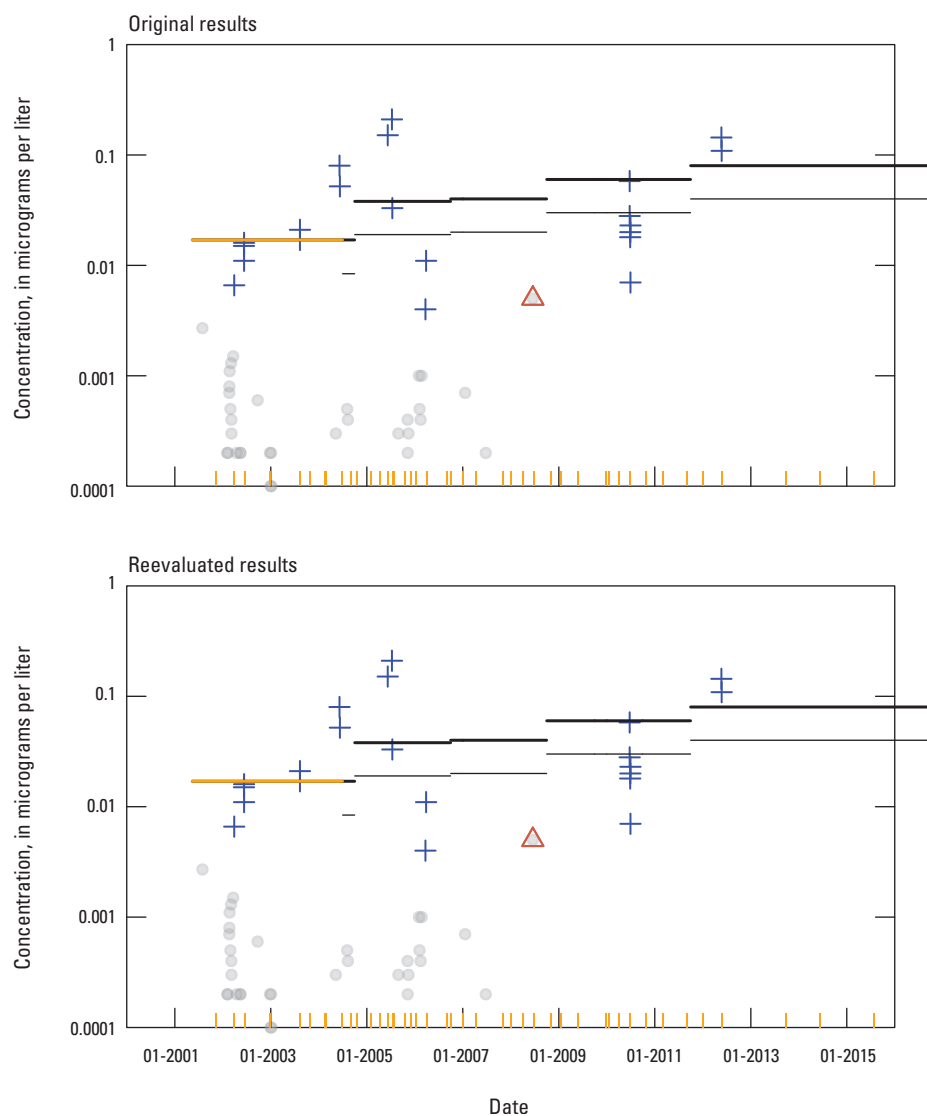 Original results
Concentration, in micrograms per liter
1
0.1
0.01
0.001
0.0001
Reevaluated results
Concentration, in micrograms per liter
1
0.1
0.01
0.001
0.0001
01-2001 01-2003 01-2005 01-2007 01-2009 01-2011 01-2013 01-2015
Date